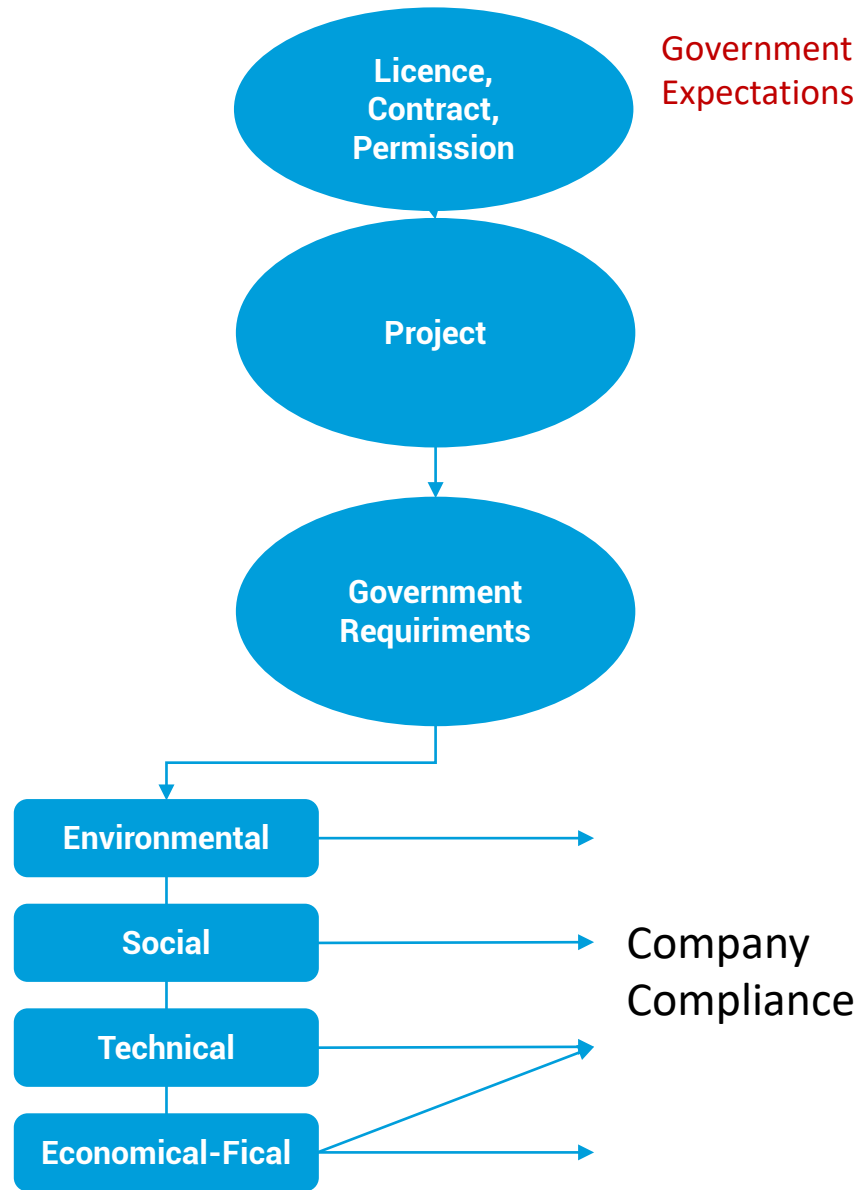 Licence,
Contract,
Permission
Government
Expectations
Project
Government
Requiriments
Environmental
Social
Company
Compliance
Technical
Economical-Fical